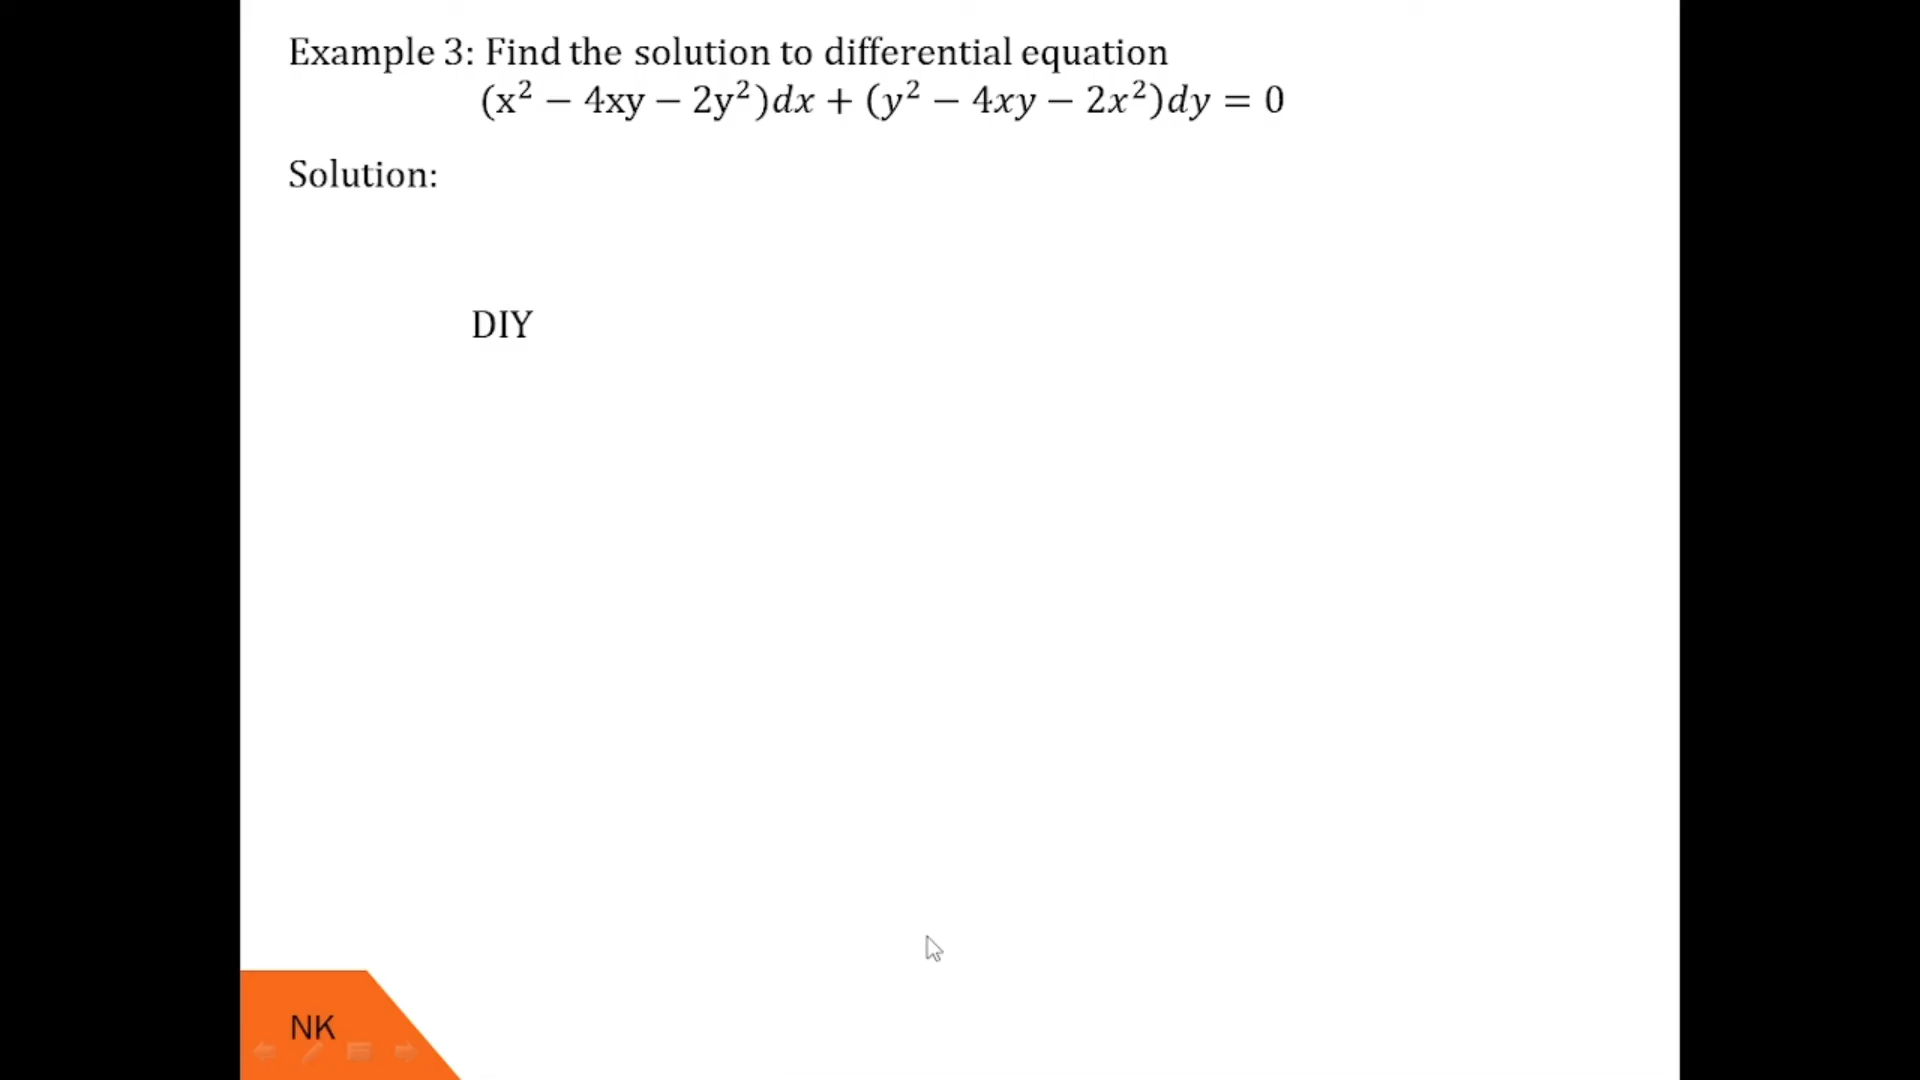 Example 3: Find the solution to differential equation
(x² − 4xy − 2y²)dx + (y² − 4xy − 2x²)dy = 0
Solution:
DIY
NK